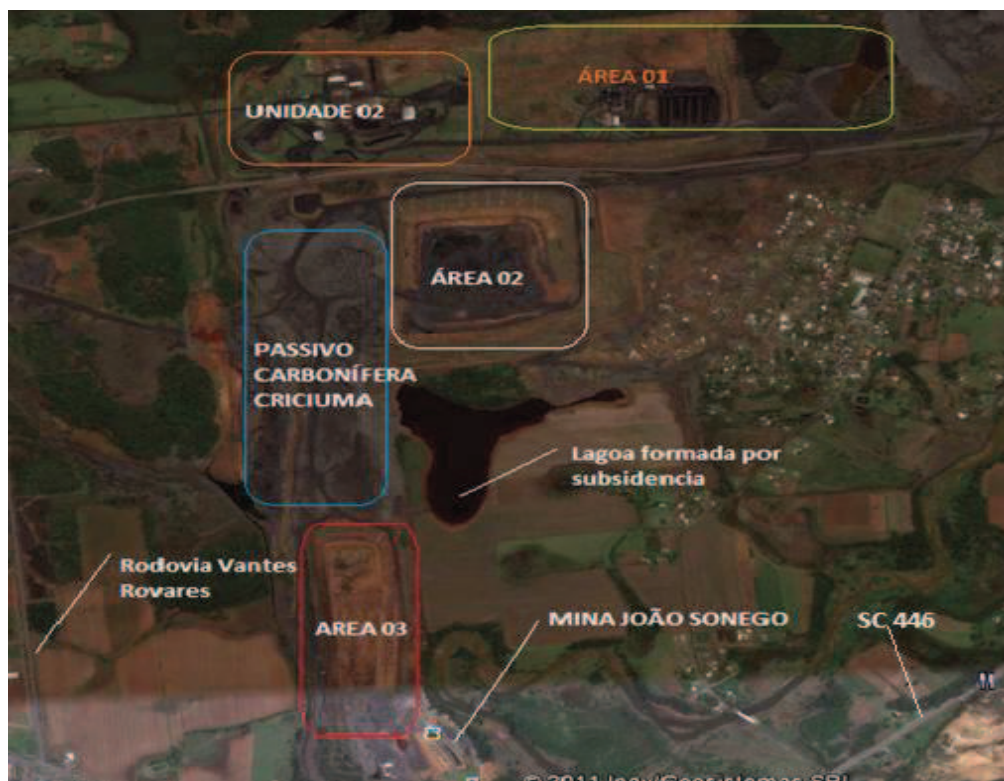 ÁREA 01
UNIDADE 02
ÁREA 02
PASSIVO
CARBONÍFERA
CRICIUMA
Lagoa formada por
subsidencia
Rodovia Vantes
Rovares
AREA 03
MINA JOÃO SONEGO
SC 446
© 2011